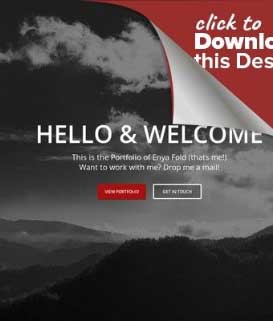 click to
Downlo
this Des
HELLO & WELCOME
This is the Portfolio of Enya Fold (thats me!)
Want to work with me? Drop me a mail!
VIEW PORTFOLIO
GET IN TOUCH